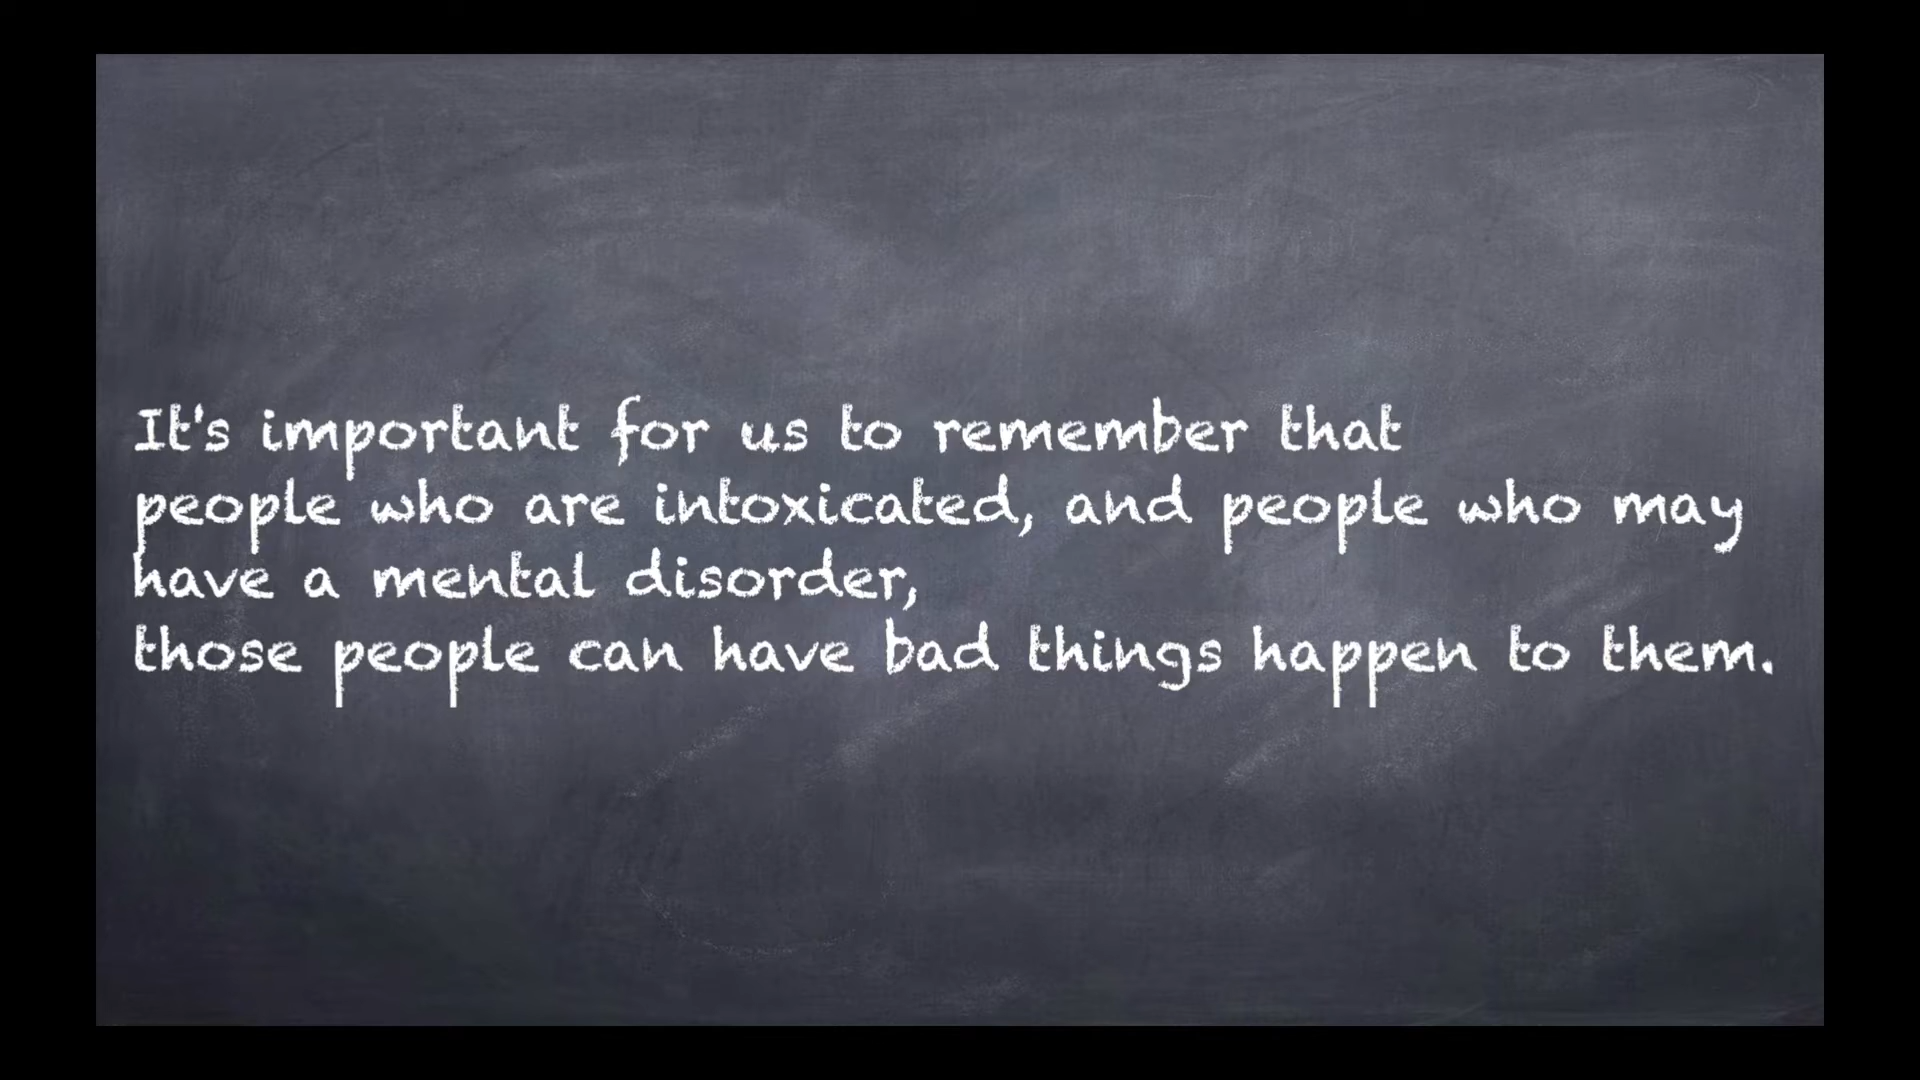 It's important for us to remember that
people who are intoxicated, and people who may
have a mental disorder,
those people can have bad things happen to them.